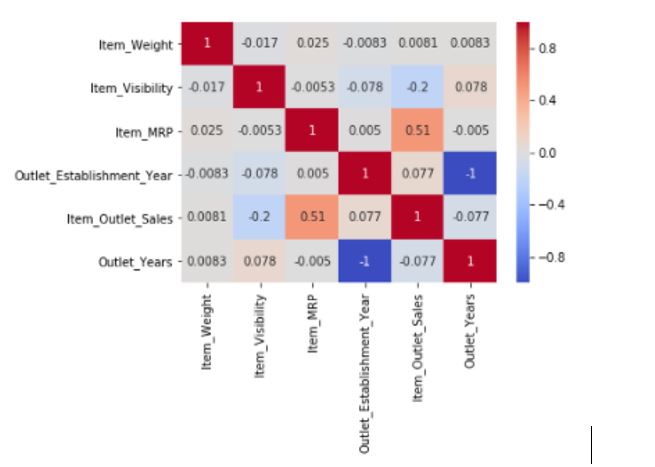 Item_Weight 1 -0.017 0.025 -0.0083 0.0081 0.0083
Item_Visibility -0.017 1 -0.0053 -0.078 -0.2 0.078
Item_MRP 0.025 -0.0053 1 0.005 0.51 -0.005
Outlet_Establishment_Year -0.0083 -0.078 0.005 1 0.077 -1
Item_Outlet_Sales 0.0081 -0.2 0.51 0.077 1 -0.077
Outlet_Years 0.0083 0.078 -0.005 -1 -0.077 1
Item_Weight
Item_Visibility
Item_MRP
Outlet_Establishment_Year
Item_Outlet_Sales
Outlet_Years
0.8
0.4
0.0
−0.4
−0.8